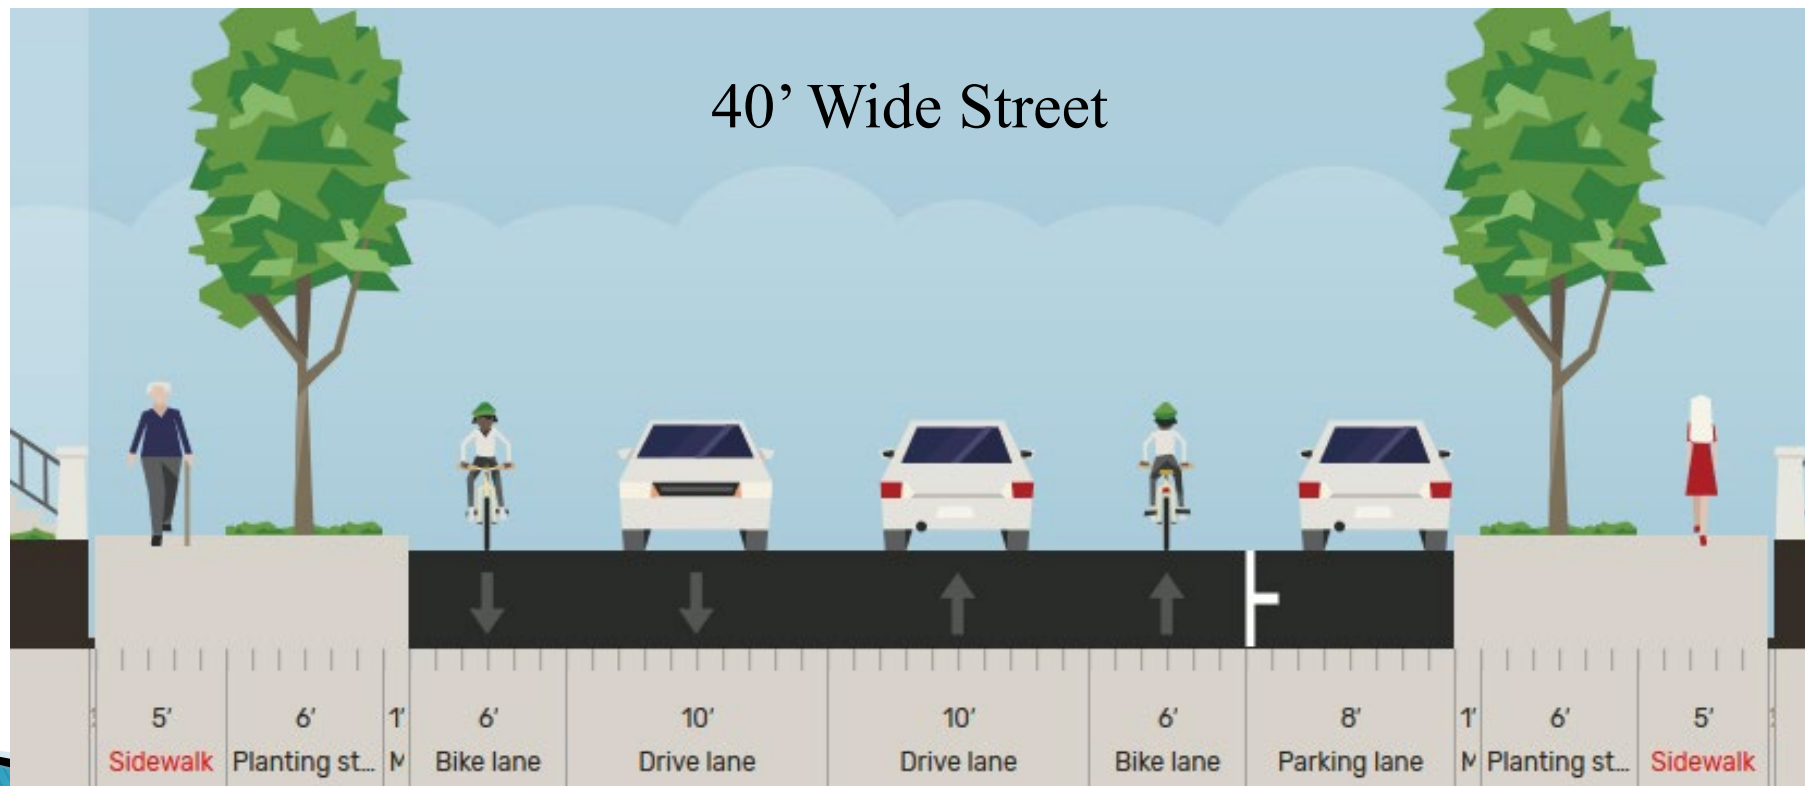 40’ Wide Street
5' 6' 1' 6' 10' 10' 6' 8' 1' 6' 5'
Sidewalk Planting st... M Bike lane Drive lane Drive lane Bike lane Parking lane M Planting st... Sidewalk